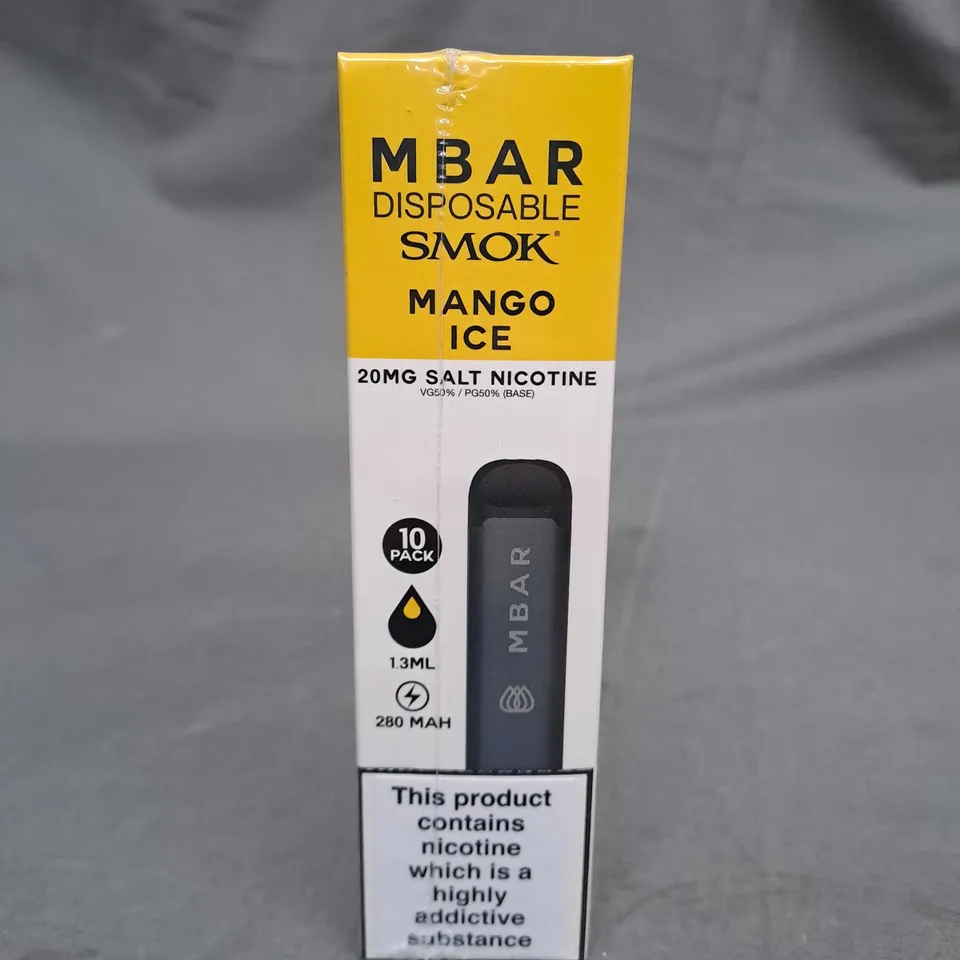 MBAR
DISPOSABLE
SMOK®
MANGO
ICE
20MG SALT NICOTINE
VG50% / PG50% (BASE)
10
PACK
MBAR
1.3ML
280 MAH
This product
contains
nicotine
which is a
highly
addictive
substance